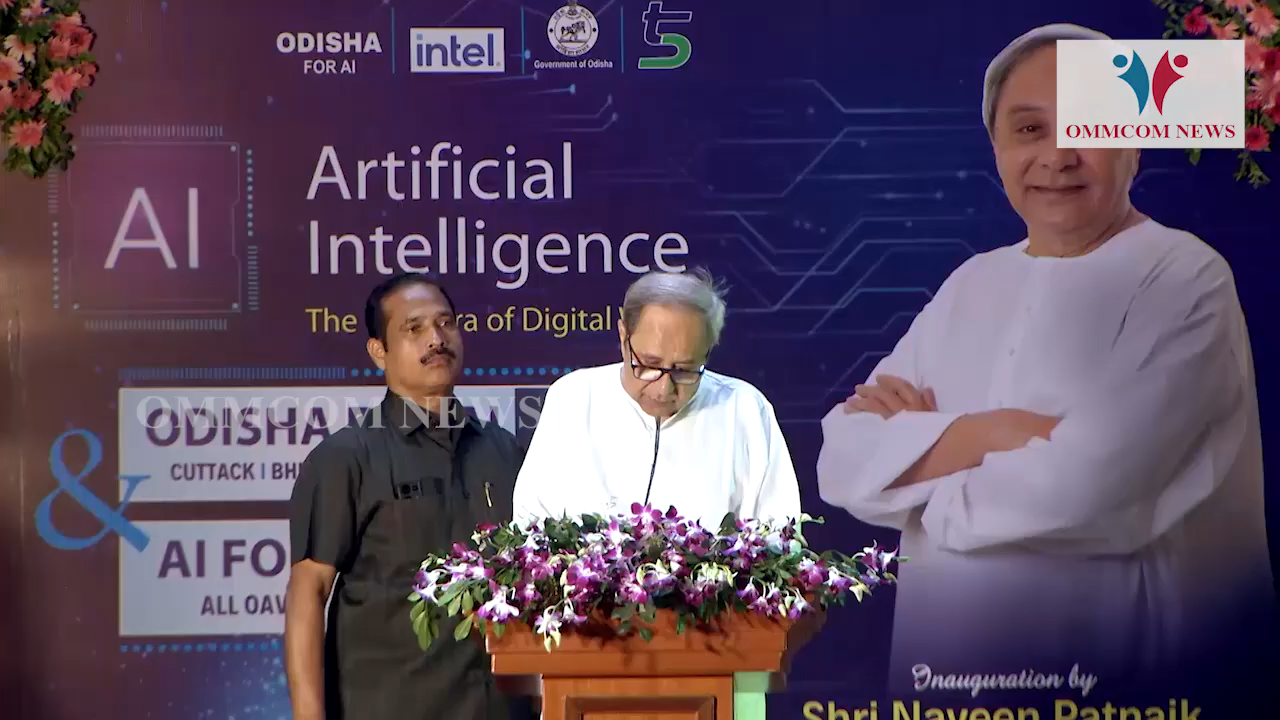 ODISHA
FOR AI
intel.
Government of Odisha
t5
OMMCOM NEWS
AI
Artificial
Intelligence
The
ra of Digital
OMMCOM NEWS
ODISHA
CUTTACK | BH
&
AI FO
ALL OAV
Inauguration by
Shri Naveen Patnaik